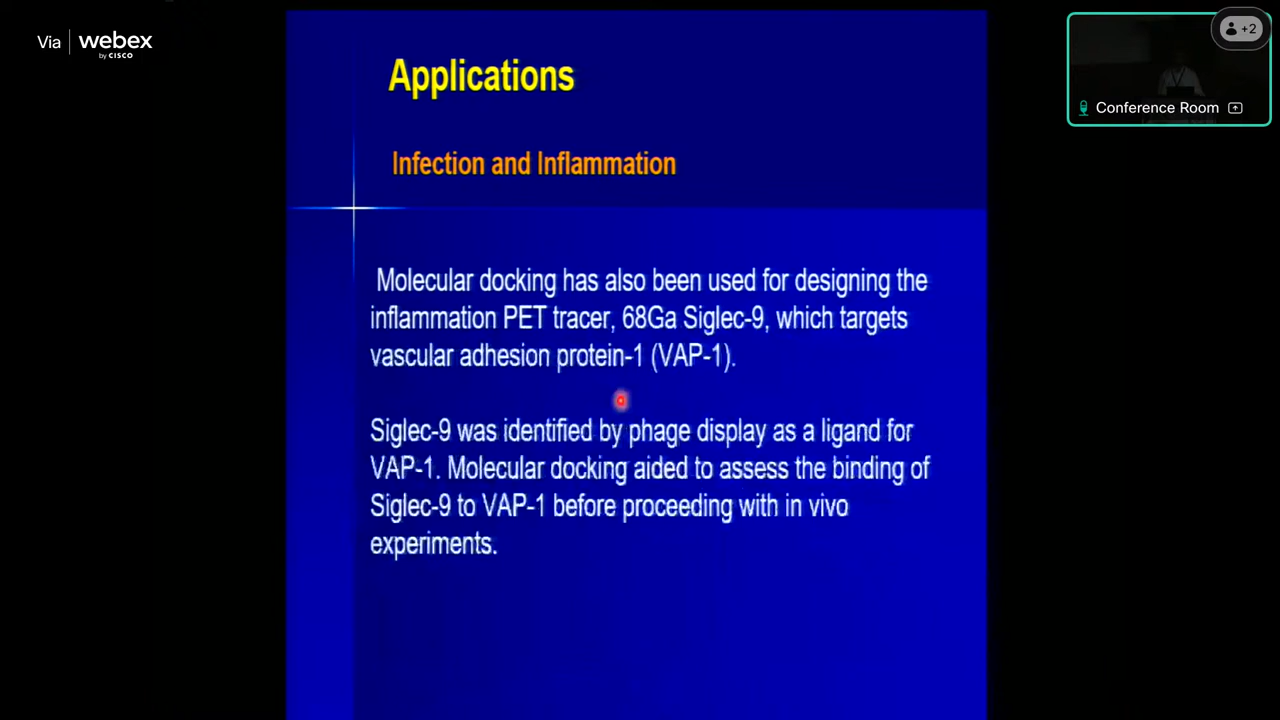 Via webex
by CISCO
+2
Conference Room
Applications
Infection and Inflammation
Molecular docking has also been used for designing the
inflammation PET tracer, 68Ga Siglec-9, which targets
vascular adhesion protein-1 (VAP-1).
Siglec-9 was identified by phage display as a ligand for
VAP-1. Molecular docking aided to assess the binding of
Siglec-9 to VAP-1 before proceeding with in vivo
experiments.